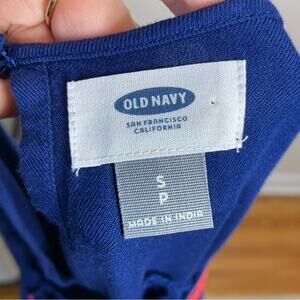 OLD NAVY
SAN FRANCISCO
CALIFORNIA
S
P
MADE IN INDIA